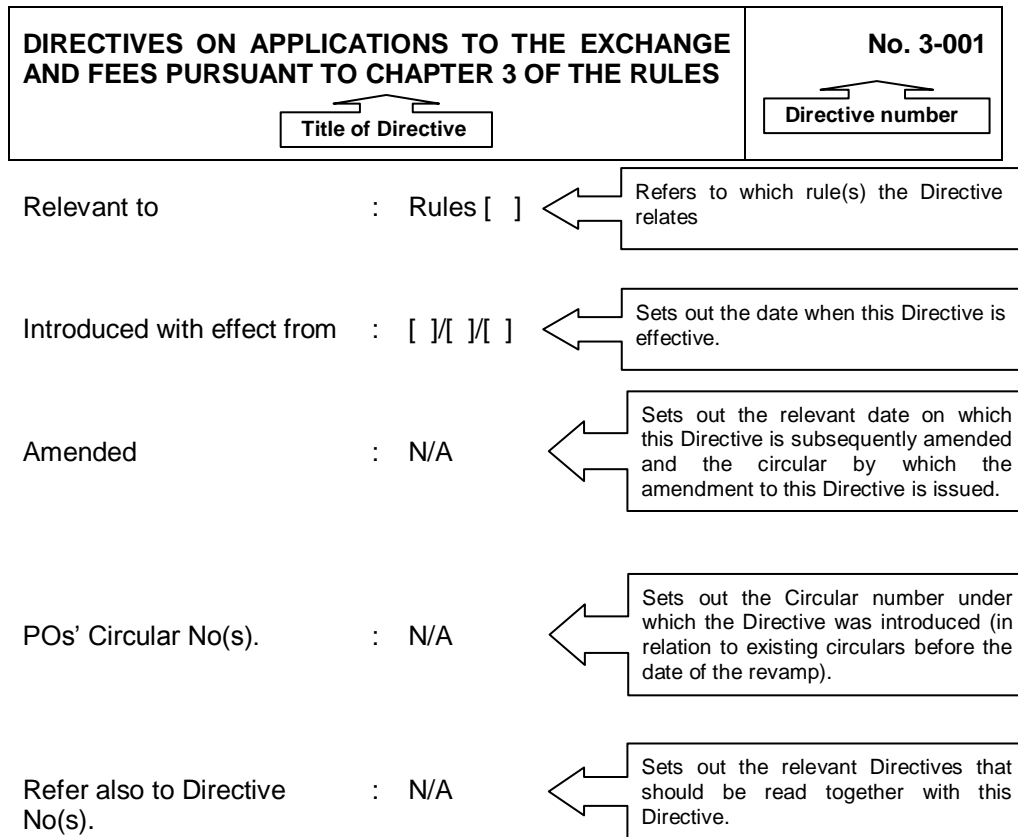 DIRECTIVES ON APPLICATIONS TO THE EXCHANGE
AND FEES PURSUANT TO CHAPTER 3 OF THE RULES
Title of Directive
No. 3-001
Directive number
Relevant to : Rules [ ]
Refers to which rule(s) the Directive
relates
Introduced with effect from : [ ]/[ ]/[ ]
Sets out the date when this Directive is
effective.
Amended : N/A
Sets out the relevant date on which
this Directive is subsequently amended
and the circular by which the
amendment to this Directive is issued.
POs' Circular No(s). : N/A
Sets out the Circular number under
which the Directive was introduced (in
relation to existing circulars before the
date of the revamp).
Refer also to Directive : N/A
No(s).
Sets out the relevant Directives that
should be read together with this
Directive.